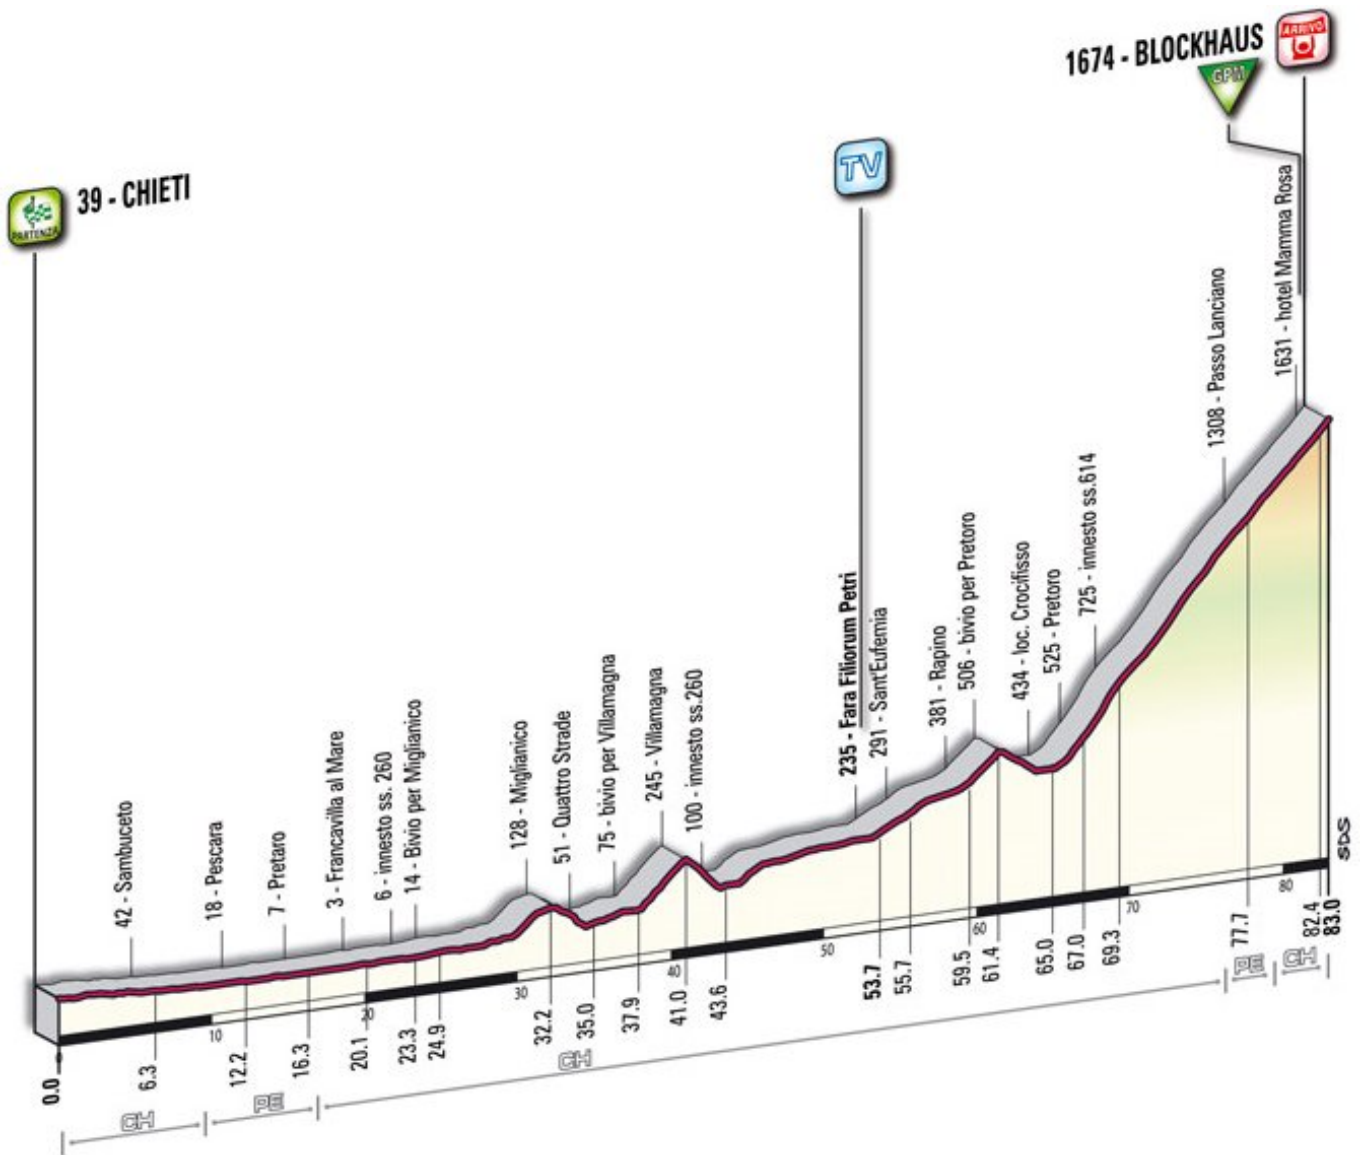 1674 - BLOCKHAUS
ARRIVO
GPM
TV
39 - CHIETI
PARTENZA
42 - Sambuceto
18 - Pescara
7 - Pretaro
3 - Francavilla al Mare
6 - innesto ss. 260
14 - Bivio per Miglianico
128 - Miglianico
51 - Quattro Strade
75 - bivio per Villamagna
245 - Villamagna
100 - innesto ss.260
235 - Fara Filiorum Petri
291 - Sant'Eufemia
381 - Rapino
506 - bivio per Pretoro
434 - loc. Crocifisso
525 - Pretoro
725 - innesto ss.614
1308 - Passo Lanciano
1631 - hotel Mamma Rosa
0
10
20
30
40
50
60
70
80
SDS
0.0
6.3
12.2
16.3
20.1
23.3
24.9
32.2
35.0
37.9
41.0
43.6
53.7
55.7
59.5
61.4
65.0
67.0
69.3
77.7
82.4
83.0
CH
PE
CH
PE
CH